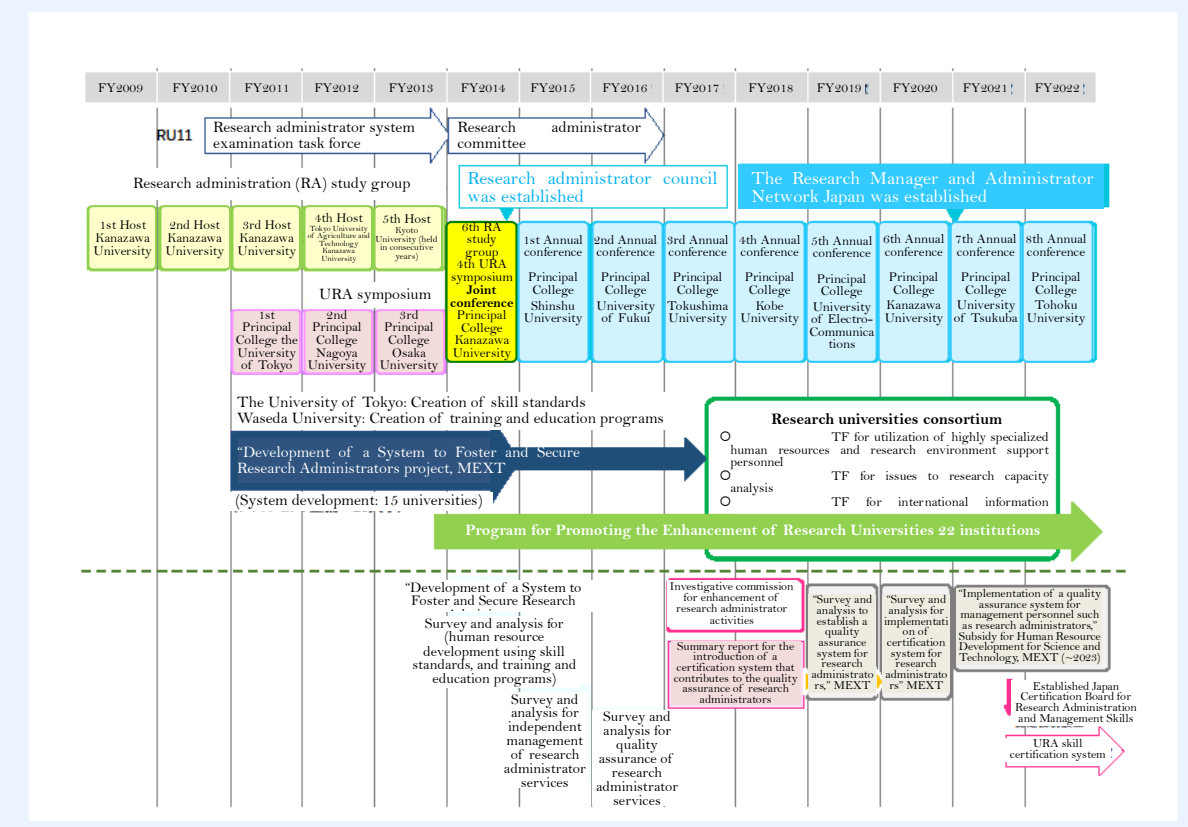 FY2009 FY2010 FY2011 FY2012 FY2013 FY2014 FY2015 FY2016 FY2017 FY2018 FY2019 FY2020 FY2021 FY2022
RU11
Research administrator system
examination task force
Research administrator
committee
Research administration (RA) study group
Research administrator council
was established
The Research Manager and Administrator
Network Japan was established
1st Host
Kanazawa
University
2nd Host
Kanazawa
University
3rd Host
Kanazawa
University
4th Host
Tokyo University
of Agriculture and
Technology
Kanazawa
University
5th Host
Kyoto
University (held
in consecutive
years)
6th RA
study
group
4th URA
symposium
Joint
conference
Principal
College
Kanazawa
University
1st Annual
conference
Principal
College
Shinshu
University
2nd Annual
conference
Principal
College
University
of Fukui
3rd Annual
conference
Principal
College
Tokushima
University
4th Annual
conference
Principal
College
Kobe
University
5th Annual
conference
Principal
College
University
of Electro-
Communica
tions
6th Annual
conference
Principal
College
Kanazawa
University
7th Annual
conference
Principal
College
University
of Tsukuba
8th Annual
conference
Principal
College
Tohoku
University
URA symposium
1st
Principal
College the
University
of Tokyo
2nd
Principal
College
Nagoya
University
3rd
Principal
College
Osaka
University
The University of Tokyo: Creation of skill standards
Waseda University: Creation of training and education programs
"Development of a System to Foster and Secure
Research Administrators project, MEXT
(System development: 15 universities)
Research universities consortium
TF for utilization of highly specialized
human resources and research environment support
personnel
TF for issues to research capacity
analysis
TF for international information
Program for Promoting the Enhancement of Research Universities 22 institutions
"Development of a System to
Foster and Secure Research
Survey and analysis for
(human resource
development using skill
standards, and training and
education programs)
Survey and
analysis for
independent
management
of research
administrator
services
Survey and
analysis for
quality
assurance of
research
administrator
services
Investigative commission
for enhancement of
research administrator
activities
Summary report for the
introduction of a
certification system that
contributes to the quality
assurance of research
administrators
"Survey and
analysis to
establish a
quality
assurance
system for
research
administrato
rs," MEXT
"Survey and
analysis for
implementati
on of
certification
system for
research
administrato
rs" MEXT
"Implementation of a quality
assurance system for
management personnel such
as research administrators,"
Subsidy for Human Resource
Development for Science and
Technology, MEXT (~2023)
Established Japan
Certification Board for
Research Administration
and Management Skills
URA skill
certification system